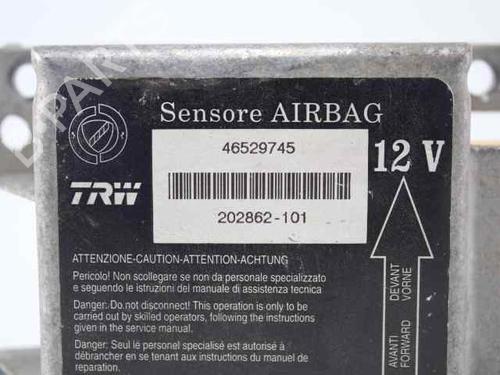 B-PARTS
Sensore AIRBAG
46529745
12 V
TRW
202862-101
ATTENZIONE-CAUTION-ATTENTION-ACHTUNG
Pericolo! Non scollegare se non da personale specializzato
e seguendo le istruzioni del manuale di assistenza tecnica
Danger: Do not disconnect! This operation is only to be
carried out by skilled operators, following the instructions
given in the service manual.
Danger: Seul le personnel spécialisé est autorisé à
débrancher en se tenant aux instructions du manuel de
reparation.
AVANTI DEVANT
FORWARD VORNE